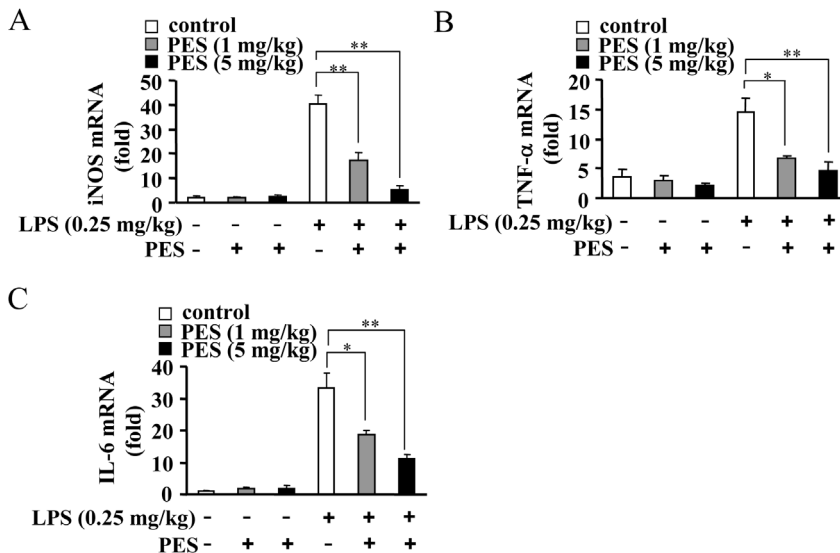 A
control
PES (1 mg/kg)
PES (5 mg/kg)
**
**
50
40
30
20
10
0
iNOS mRNA
(fold)
LPS (0.25 mg/kg) - - - + + +
PES - + + - + +
B
control
PES (1 mg/kg)
PES (5 mg/kg)
**
*
20
15
10
5
0
TNF-α mRNA
(fold)
LPS (0.25 mg/kg) - - - + + +
PES - + + - + +
C
control
PES (1 mg/kg)
PES (5 mg/kg)
**
*
40
30
20
10
0
IL-6 mRNA
(fold)
LPS (0.25 mg/kg) - - - + + +
PES - + + - + +